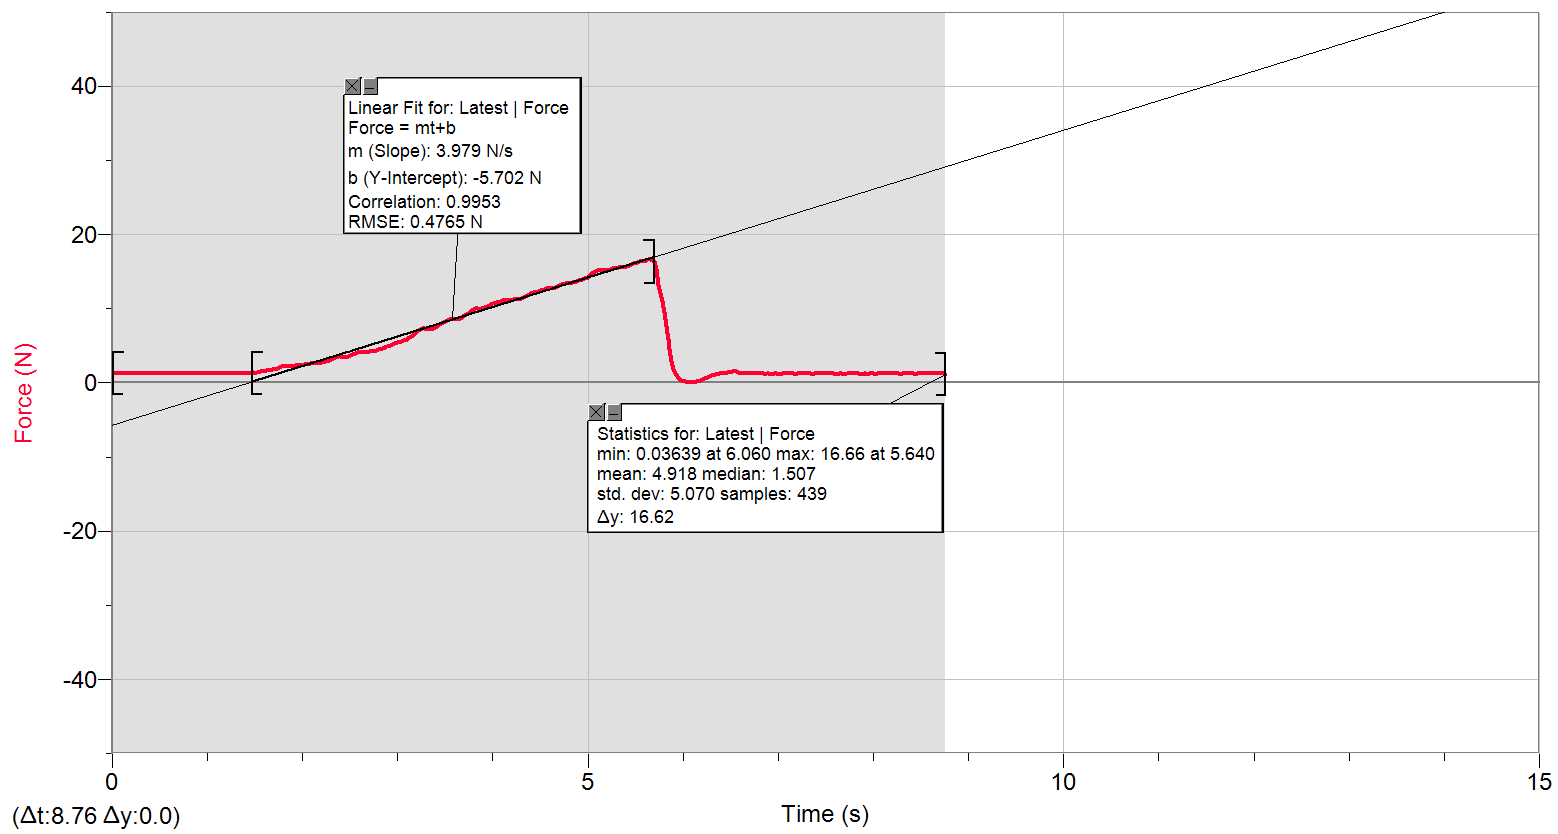 40
20
0
-20
-40
Force (N)
Linear Fit for: Latest | Force
Force = mt+b
m (Slope): 3.979 N/s
b (Y-Intercept): -5.702 N
Correlation: 0.9953
RMSE: 0.4765 N
Statistics for: Latest | Force
min: 0.03639 at 6.060 max: 16.66 at 5.640
mean: 4.918 median: 1.507
std. dev: 5.070 samples: 439
Δy: 16.62
0 5 10 15
(Δt:8.76 Δy:0.0)
Time (s)